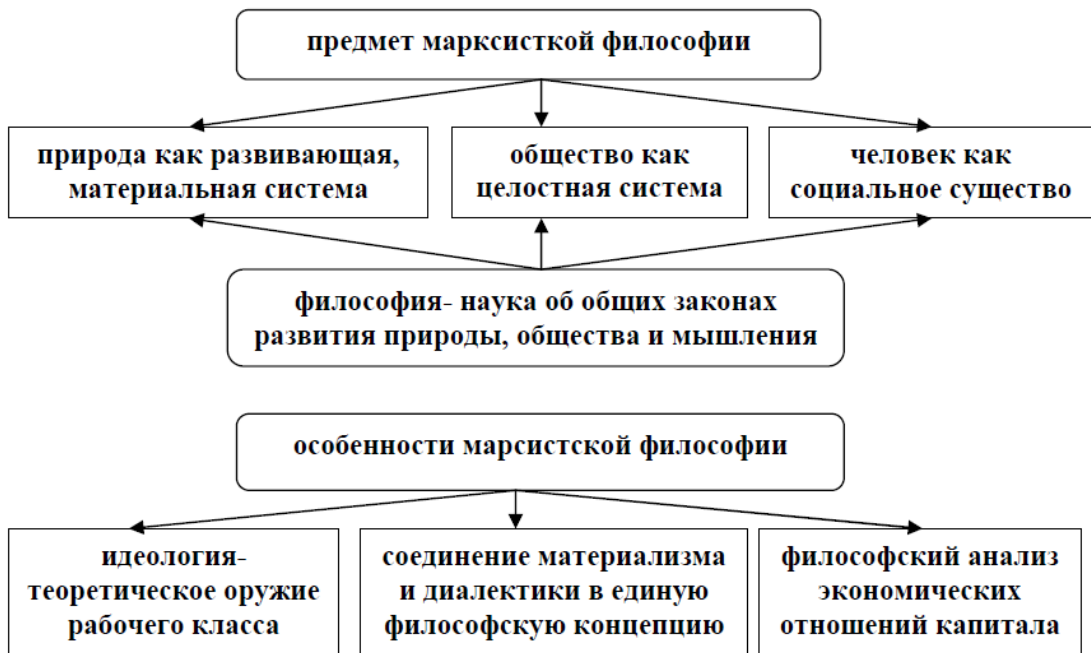 предмет марксисткой философии
природа как развивающая,
материальная система
общество как
целостная система
человек как
социальное существо
философия- наука об общих законах
развития природы, общества и мышления
особенности марсистской философии
идеология-
теоретическое оружие
рабочего класса
соединение материализма
и диалектики в единую
философскую концепцию
философский анализ
экономических
отношений капитала